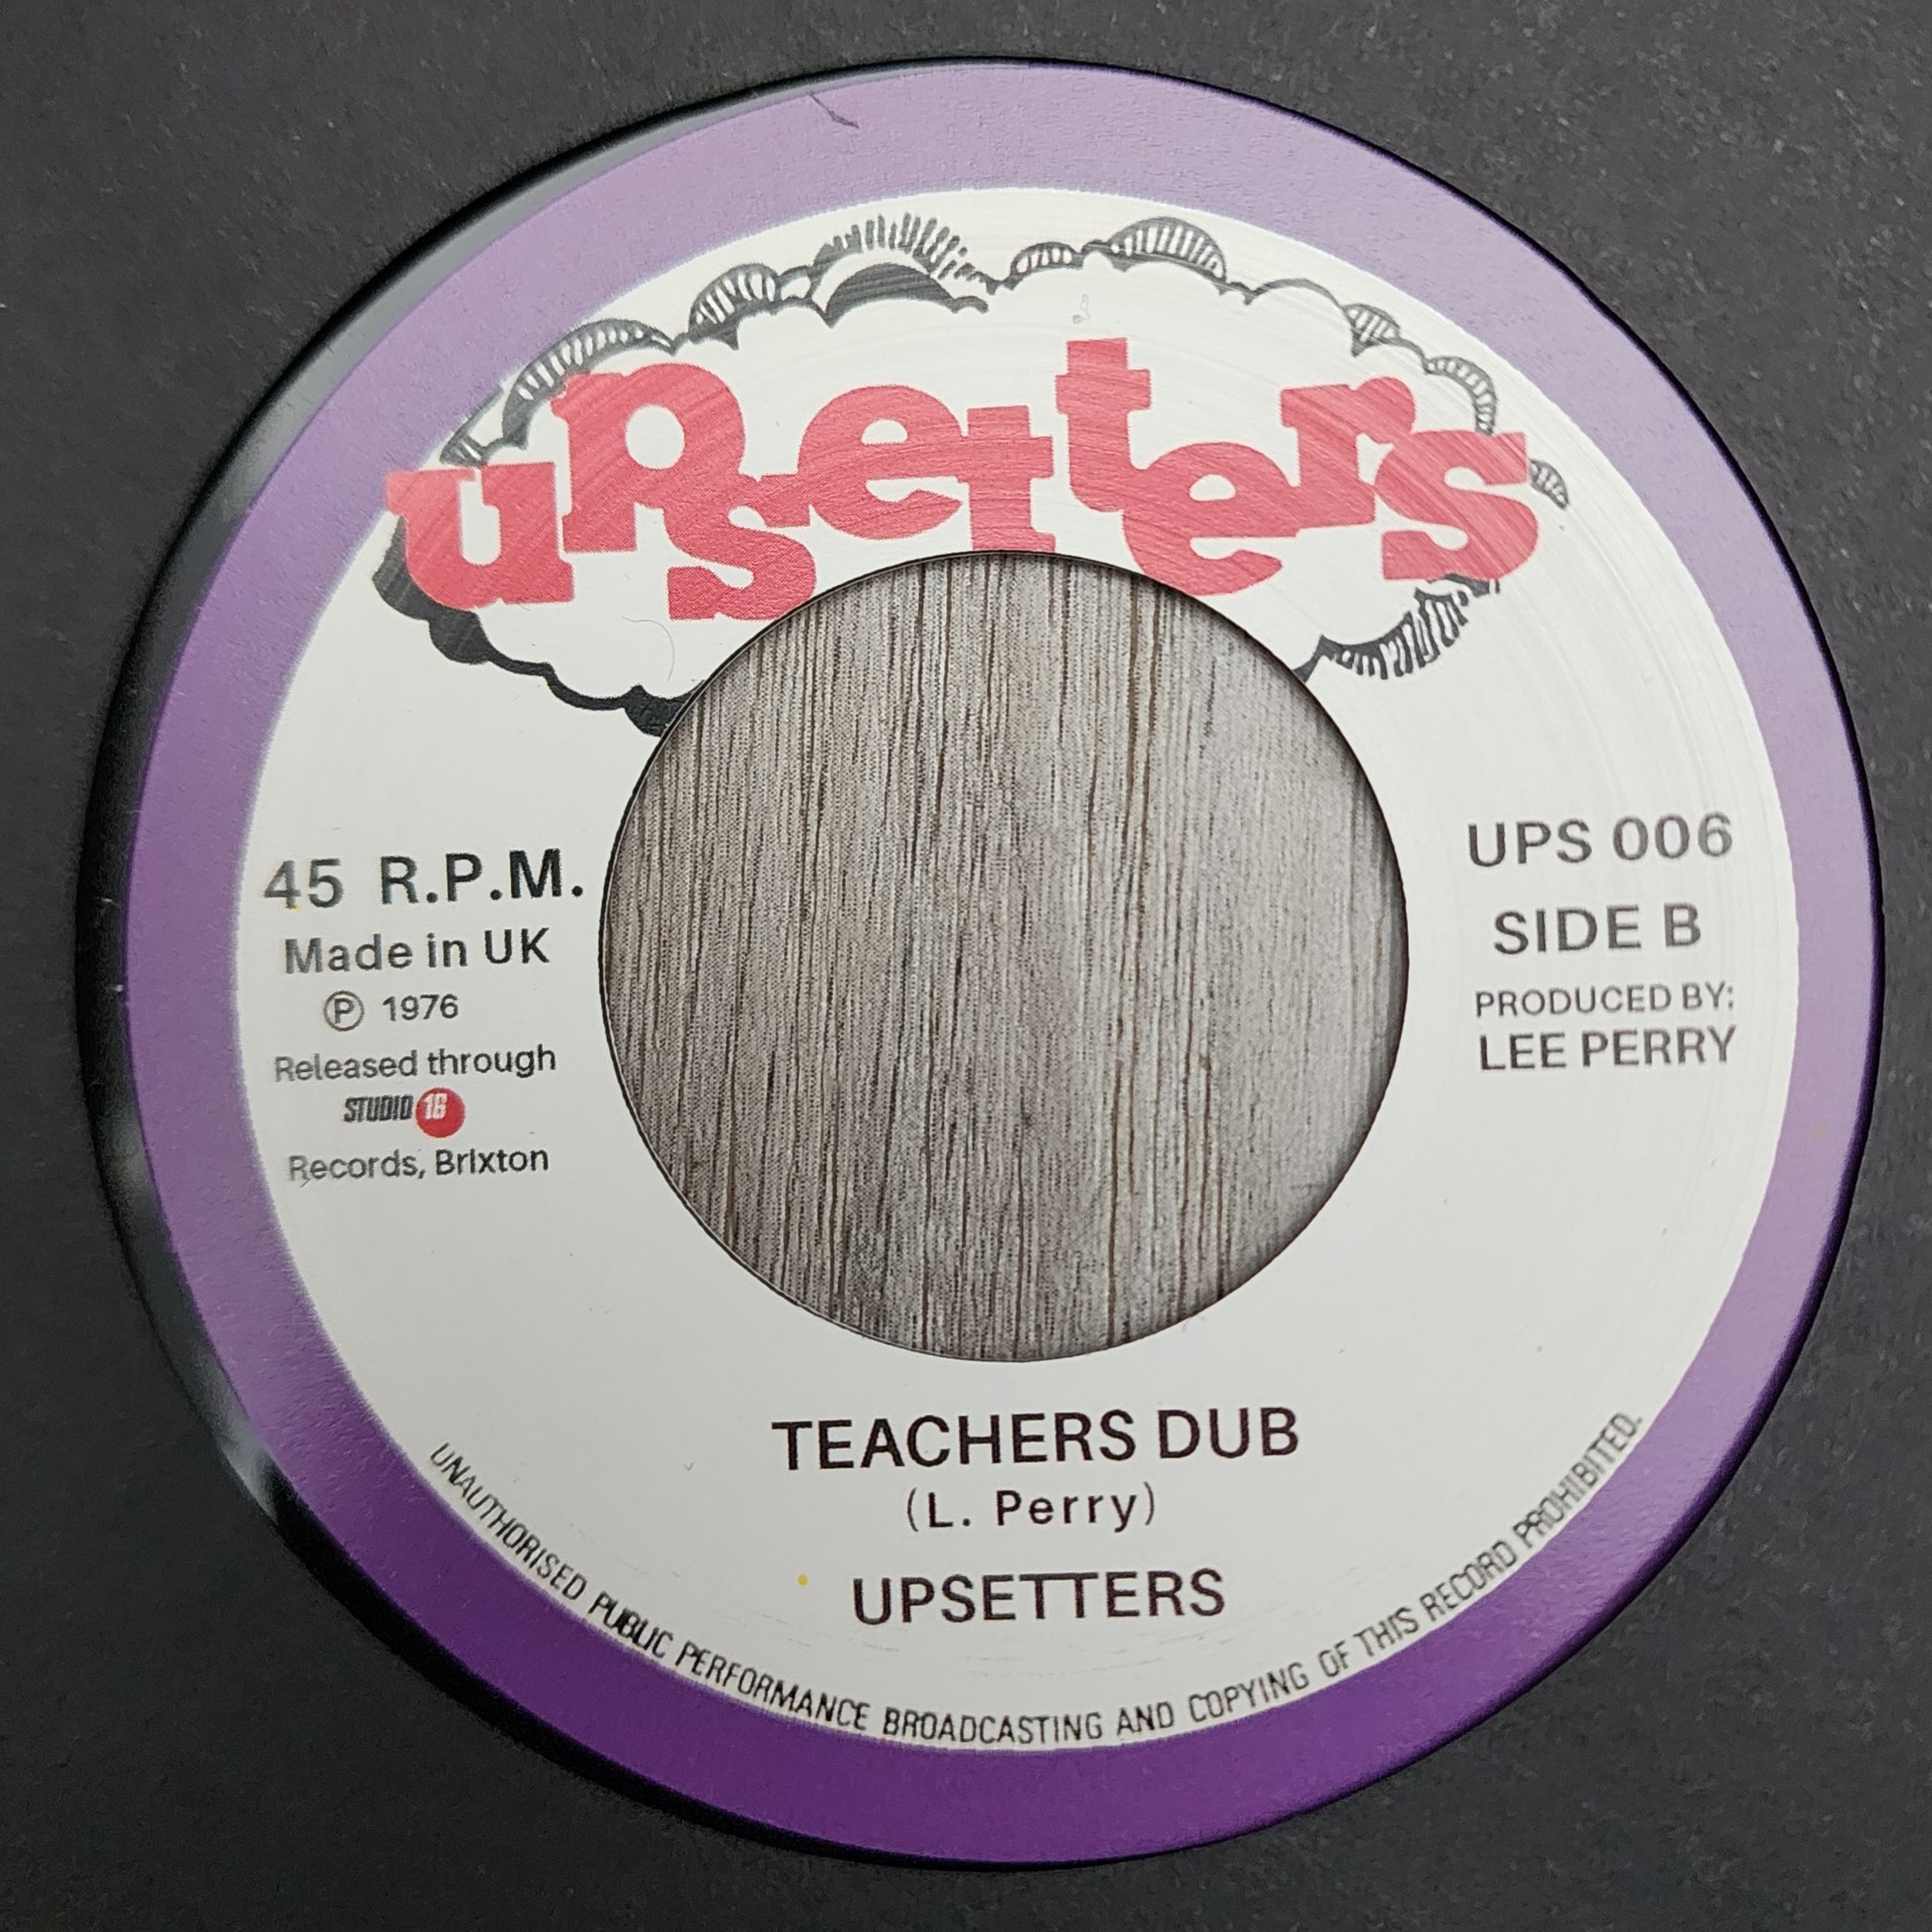 upsetters
45 R.P.M.
Made in UK
℗ 1976
Released through
STUDIO 16
Records, Brixton
UPS 006
SIDE B
PRODUCED BY:
LEE PERRY
TEACHERS DUB
(L. Perry)
UPSETTERS
UNAUTHORISED PUBLIC PERFORMANCE BROADCASTING AND COPYING OF THIS RECORD PROHIBITED.